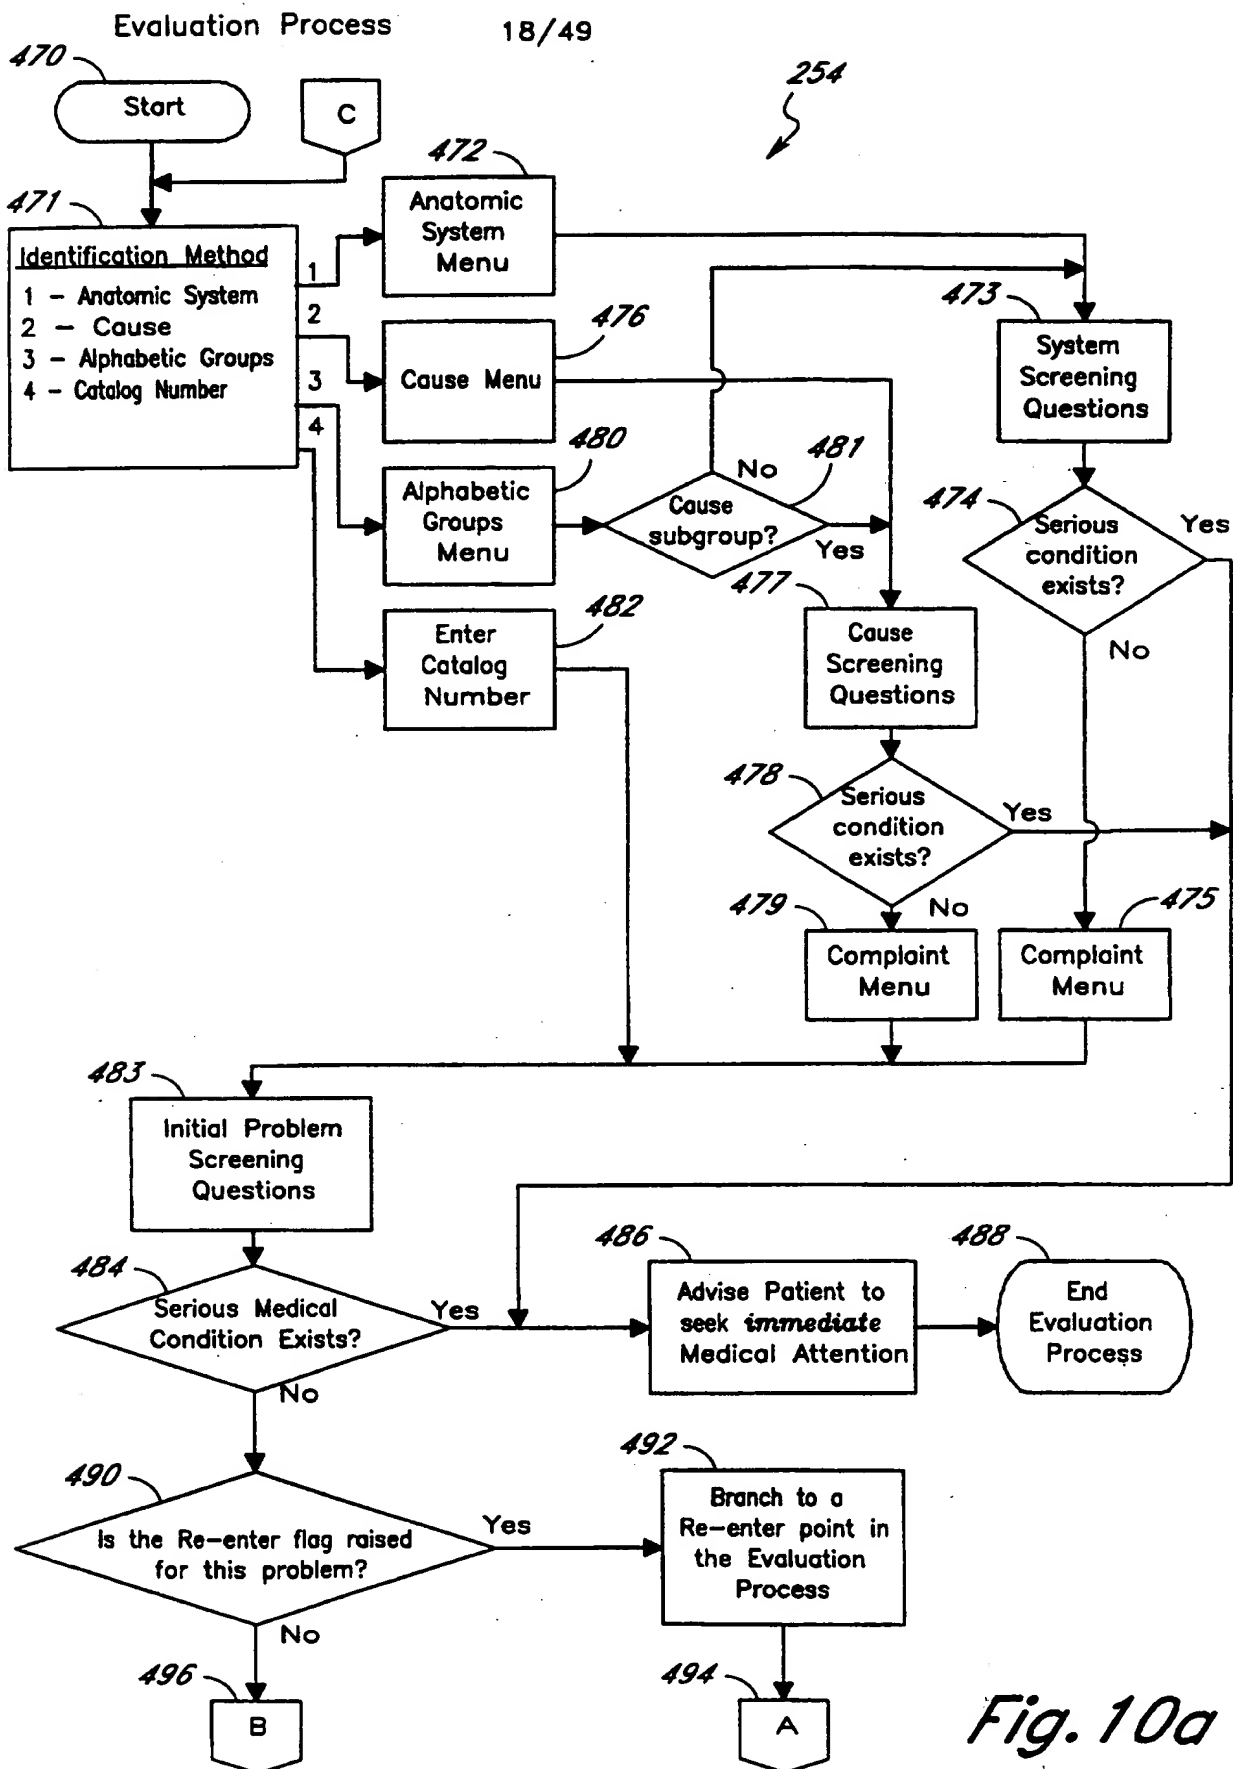 Evaluation Process
18/49
470
Start
C
254
471
Identification Method
1 – Anatomic System
2 – Cause
3 – Alphabetic Groups
4 – Catalog Number
1
2
3
4
472
Anatomic
System
Menu
476
Cause Menu
480
Alphabetic
Groups
Menu
481
Cause
subgroup?
No
Yes
482
Enter
Catalog
Number
473
System
Screening
Questions
474
Serious
condition
exists?
Yes
No
477
Cause
Screening
Questions
478
Serious
condition
exists?
Yes
No
479
Complaint
Menu
475
Complaint
Menu
483
Initial Problem
Screening
Questions
484
Serious Medical
Condition Exists?
Yes
No
486
Advise Patient to
seek immediate
Medical Attention
488
End
Evaluation
Process
490
Is the Re-enter flag raised
for this problem?
Yes
No
492
Branch to a
Re-enter point in
the Evaluation
Process
496
B
494
A
Fig. 10a